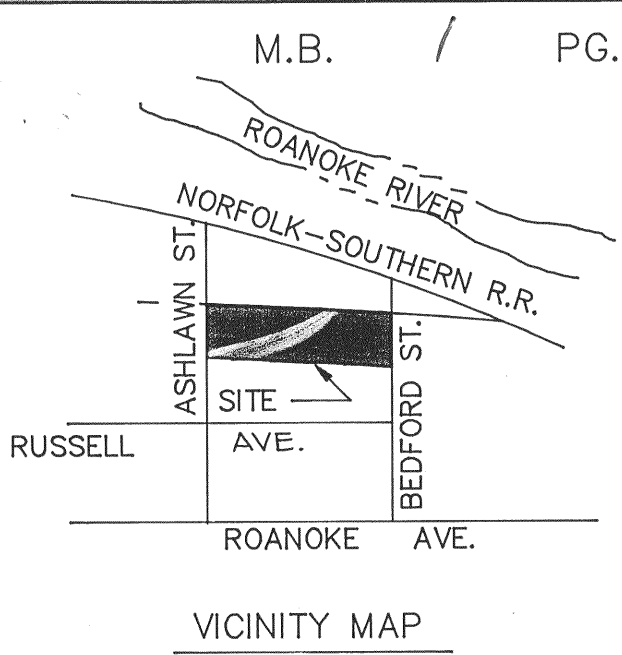 M.B. / PG.
ROANOKE RIVER
NORFOLK-SOUTHERN R.R.
ASHLAWN ST.
BEDFORD ST.
SITE
RUSSELL AVE.
ROANOKE AVE.
VICINITY MAP